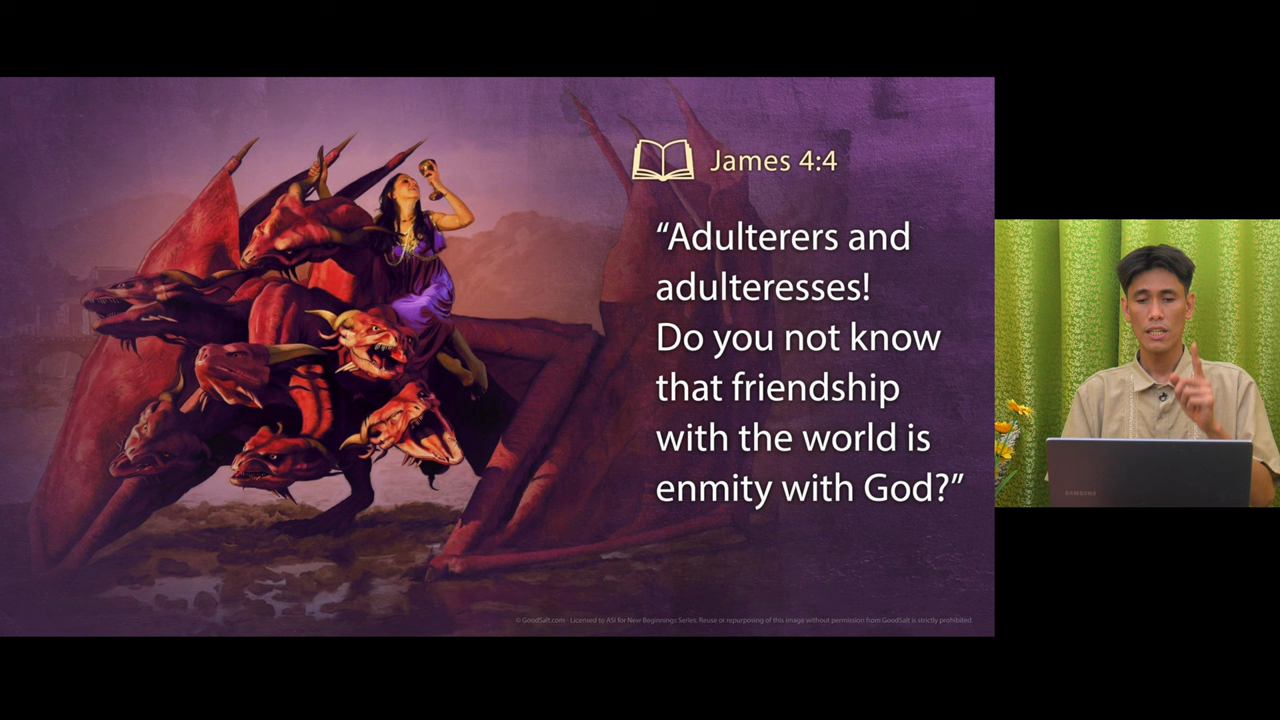 James 4:4
“Adulterers and
adulteresses!
Do you not know
that friendship
with the world is
enmity with God?”
© GoodSalt.com - Licensed to ASI for New Beginnings Series. Reuse or repurposing of this image without permission from GoodSalt is strictly prohibited.
SAMSUNG